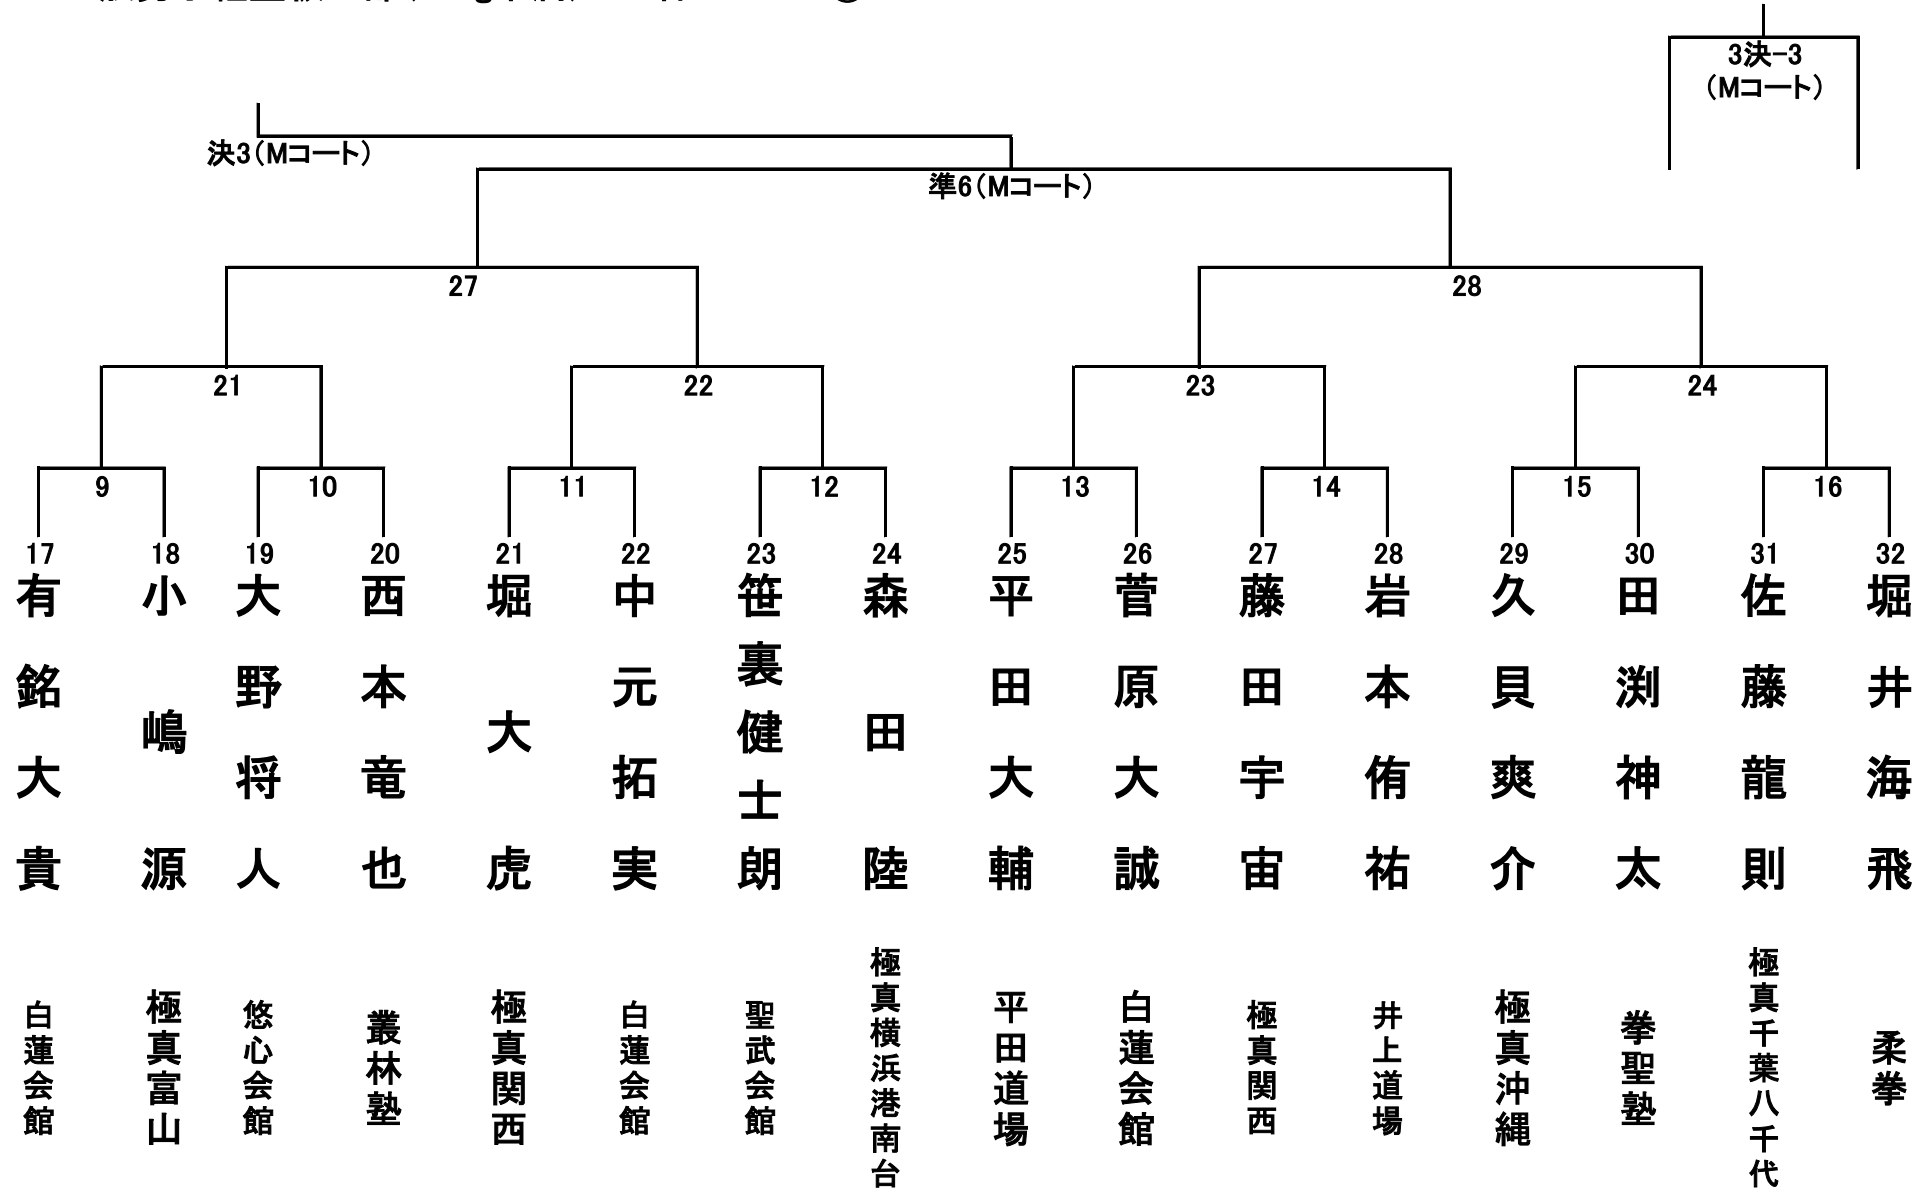 3決-3
(Mコート)
決3(Mコート)
準6(Mコート)
27
28
21
22
23
24
9
10
11
12
13
14
15
16
17
有銘大貴
白蓮会館
18
小嶋源
極真富山
19
大野将人
悠心会館
20
西本竜也
叢林塾
21
堀大虎
極真関西
22
中元拓実
白蓮会館
23
笹裏健士朗
聖武会館
24
森田陸
極真横浜港南台
25
平田大輔
平田道場
26
菅原大誠
白蓮会館
27
藤田宇宙
極真関西
28
岩本侑祐
井上道場
29
久貝爽介
極真沖縄
30
田渕神太
拳聖塾
31
佐藤龍則
極真千葉八千代
32
堀井海飛
柔拳